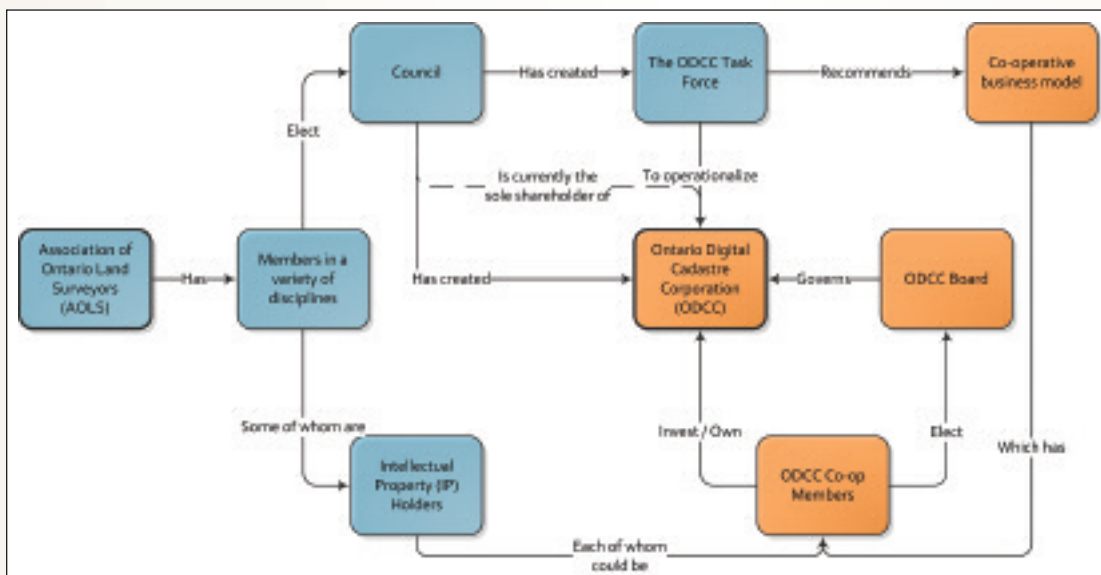 Council
Has created
The ODCC Task
Force
Recommends
Co-operative
business model
Elect
Is currently the
sole shareholder of
To operationalize
Association of
Ontario Land
Surveyors
(AOLS)
Has
Members in a
variety of
disciplines
Has created
Ontario Digital
Cadastre
Corporation
(ODCC)
Governs
ODCC Board
Some of whom are
Invest / Own
Elect
Which has
Intellectual
Property (IP)
Holders
ODCC Co-op
Members
Each of whom
could be